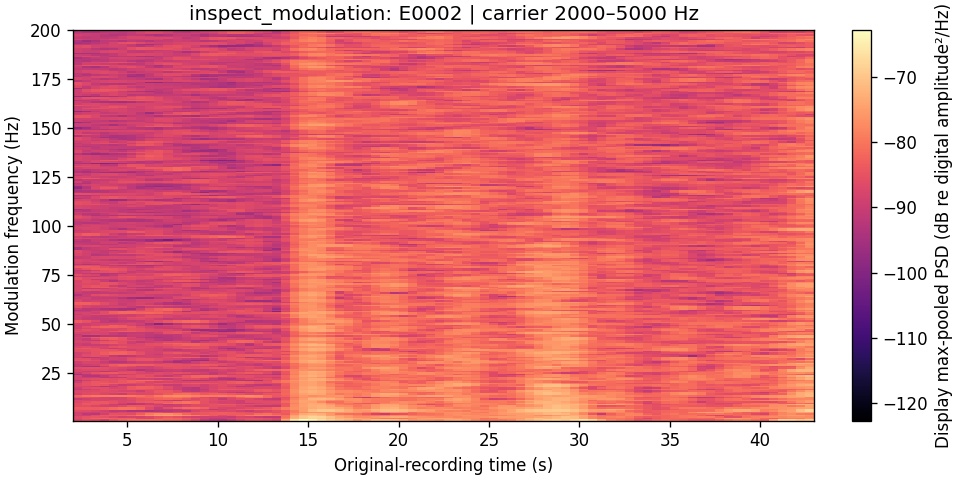 inspect_modulation: E0002 | carrier 2000–5000 Hz
200
175
150
125
100
75
50
25
Modulation frequency (Hz)
5 10 15 20 25 30 35 40
Original-recording time (s)
−70
−80
−90
−100
−110
−120
Display max-pooled PSD (dB re digital amplitude²/Hz)